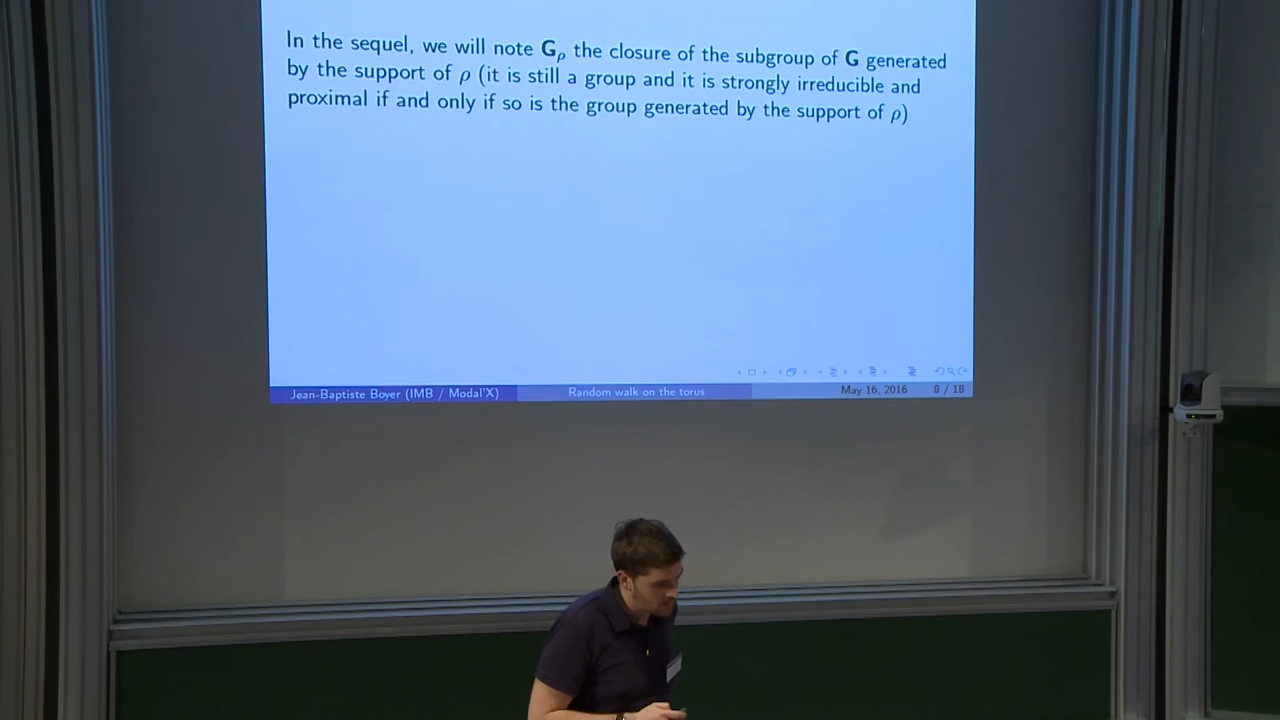 In the sequel, we will note Gρ the closure of the subgroup of G generated
by the support of ρ (it is still a group and it is strongly irreducible and
proximal if and only if so is the group generated by the support of ρ)
Jean-Baptiste Boyer (IMB / Modal'X) Random walk on the torus May 16, 2016 8 / 18